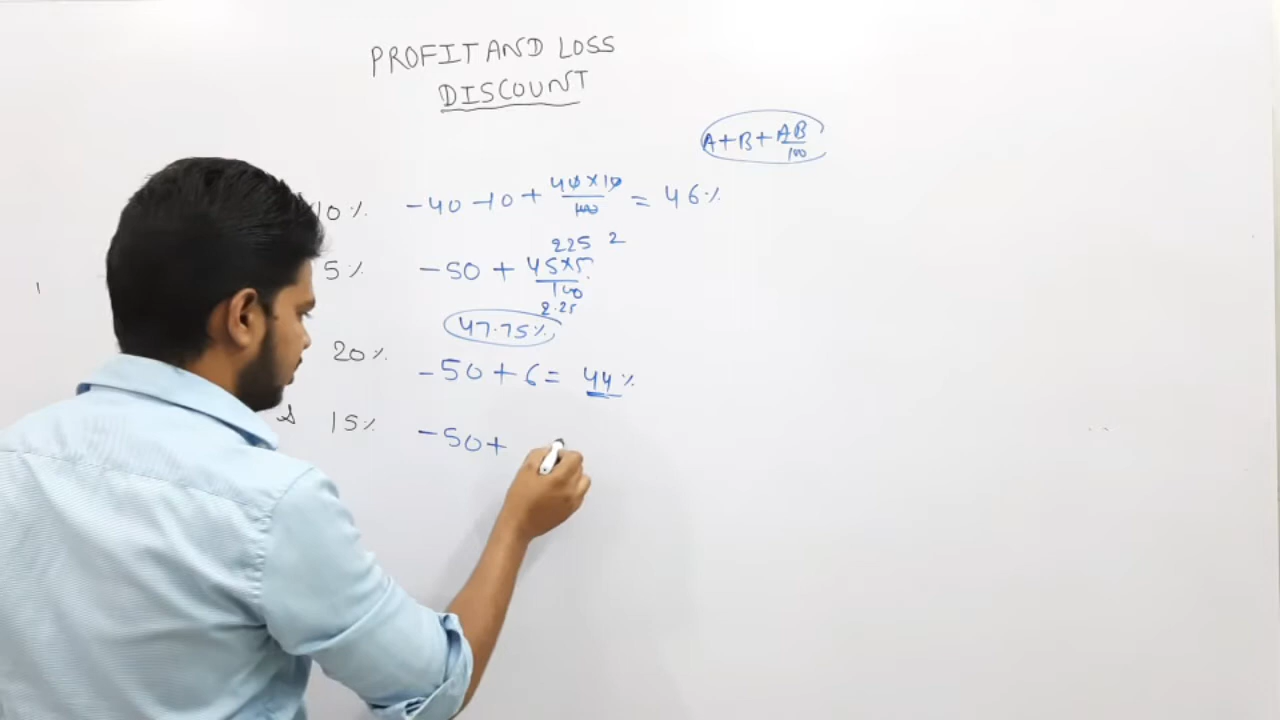 PROFIT AND LOSS
DISCOUNT
A+B+AB/100
10% -40-10+40×10/100=46%
225 2
5% -50+45×5/100
2.25
47.75%
20% -50+6=44%
& 15% -50+